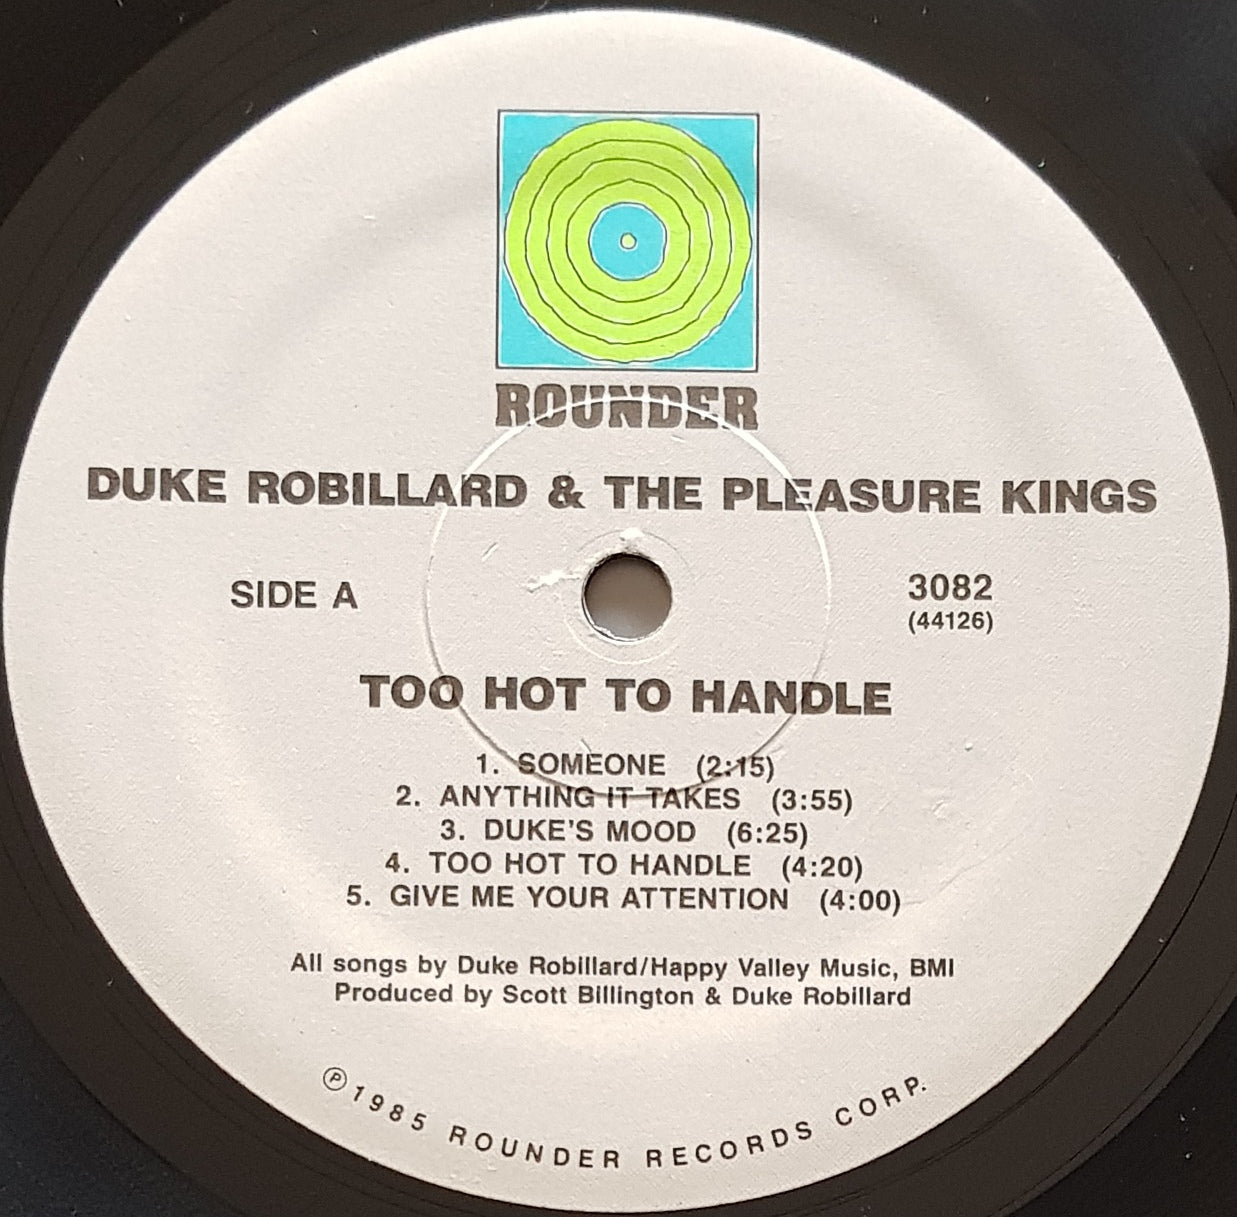 ROUNDER
DUKE ROBILLARD & THE PLEASURE KINGS
SIDE A
3082
(44126)
TOO HOT TO HANDLE
1. SOMEONE (2:15)
2. ANYTHING IT TAKES (3:55)
3. DUKE'S MOOD (6:25)
4. TOO HOT TO HANDLE (4:20)
5. GIVE ME YOUR ATTENTION (4:00)
All songs by Duke Robillard/Happy Valley Music, BMI
Produced by Scott Billington & Duke Robillard
℗ 1985 ROUNDER RECORDS CORP.